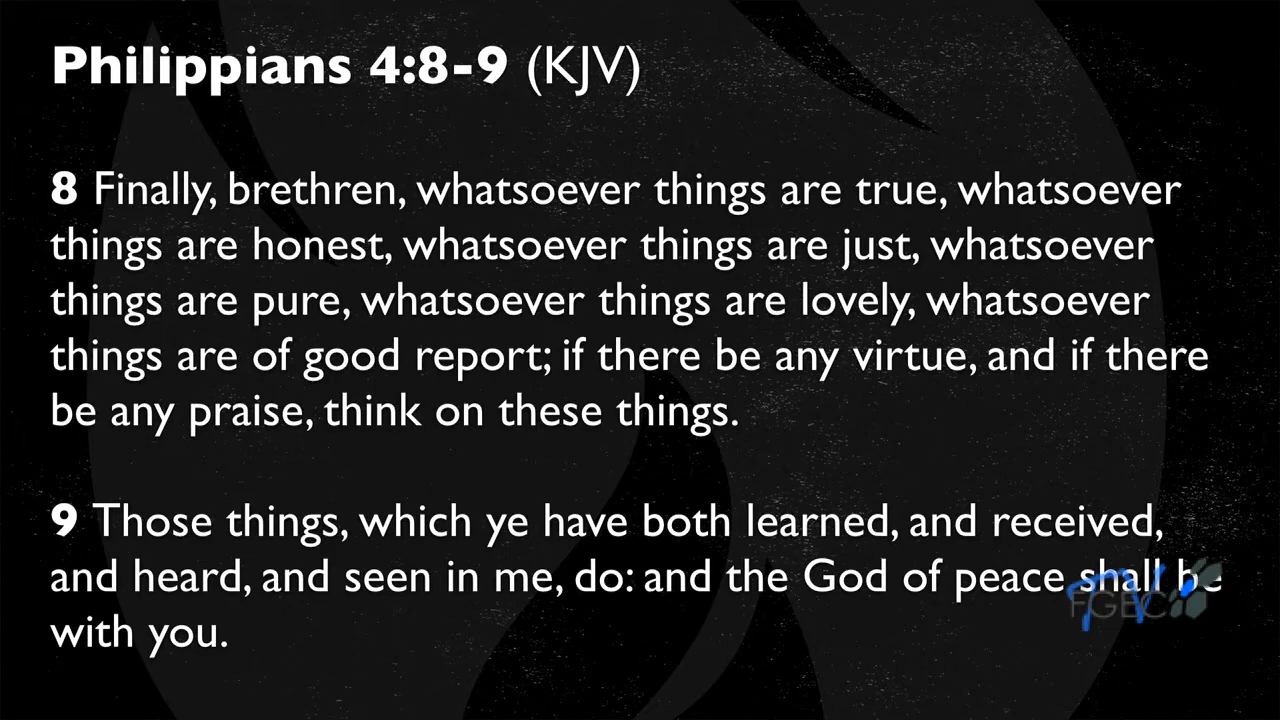 Philippians 4:8-9 (KJV)
8 Finally, brethren, whatsoever things are true, whatsoever
things are honest, whatsoever things are just, whatsoever
things are pure, whatsoever things are lovely, whatsoever
things are of good report; if there be any virtue, and if there
be any praise, think on these things.
9 Those things, which ye have both learned, and received,
and heard, and seen in me, do: and the God of peace shall be
with you.
FGEC
TV